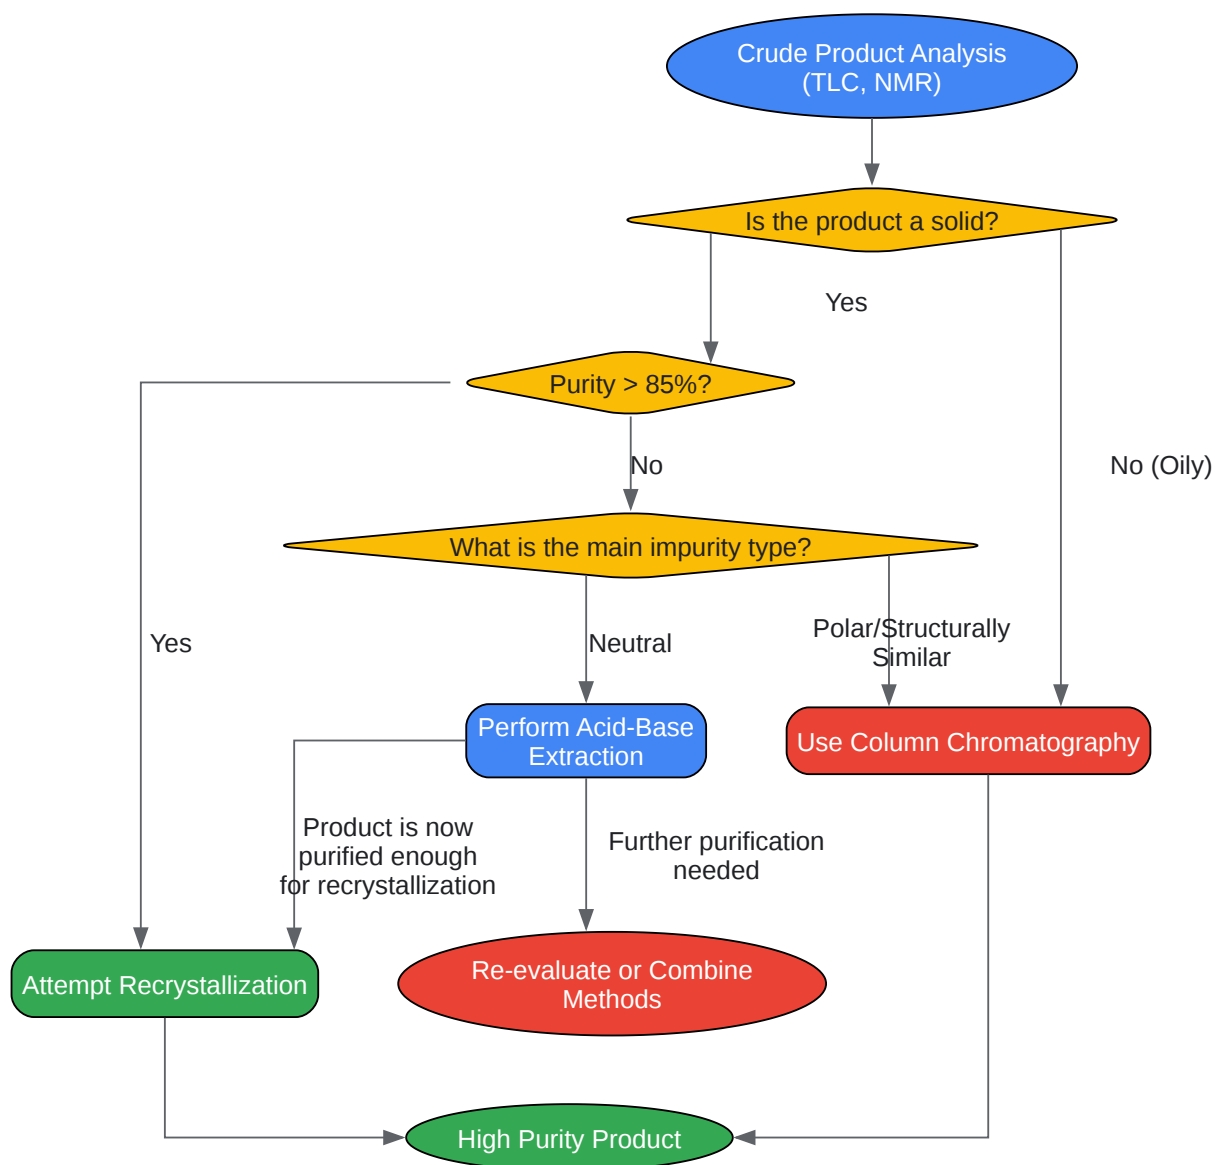 Crude Product Analysis
(TLC, NMR)
Is the product a solid?
Yes
Purity > 85%?
No
No (Oily)
What is the main impurity type?
Yes
Neutral
Polar/Structurally
Similar
Perform Acid-Base
Extraction
Use Column Chromatography
Product is now
purified enough
for recrystallization
Further purification
needed
Attempt Recrystallization
Re-evaluate or Combine
Methods
High Purity Product